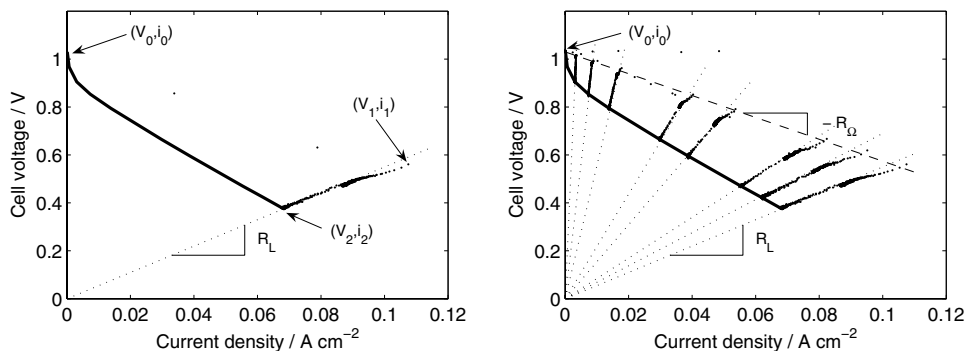 (V0,i0)
(V1,i1)
(V2,i2)
RL
1
0.8
0.6
0.4
0.2
0
0 0.02 0.04 0.06 0.08 0.1 0.12
Cell voltage / V
Current density / A cm−2
(V0,i0)
− RΩ
RL
1
0.8
0.6
0.4
0.2
0
0 0.02 0.04 0.06 0.08 0.1 0.12
Cell voltage / V
Current density / A cm−2